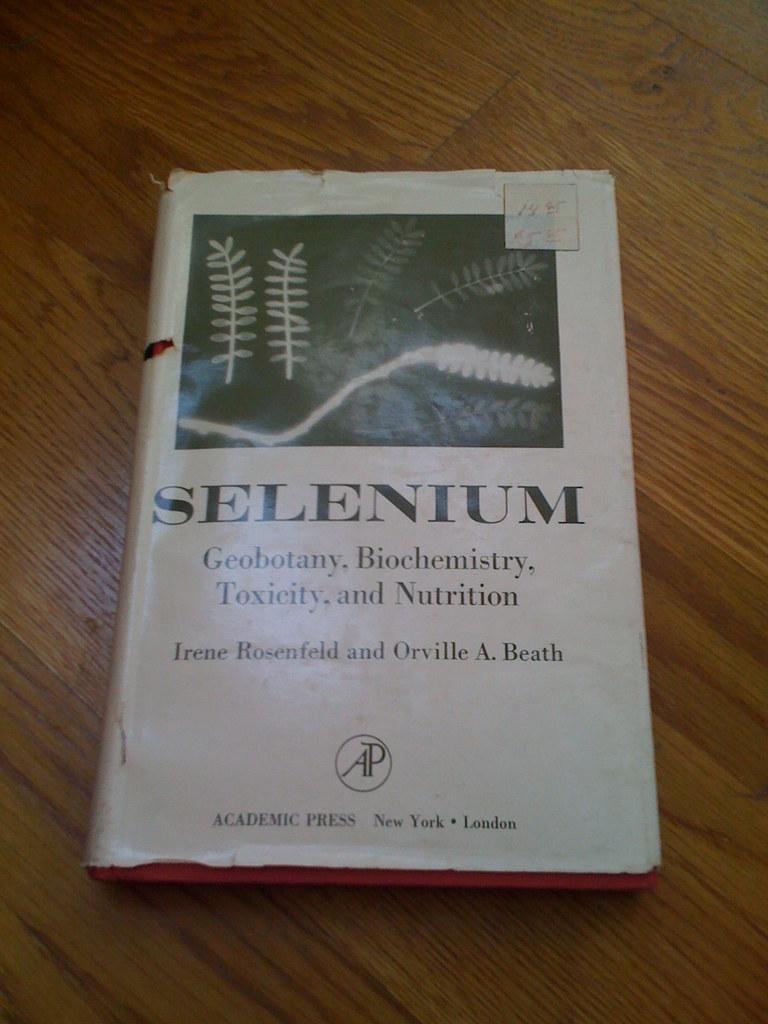 SELENIUM
Geobotany, Biochemistry,
Toxicity, and Nutrition
Irene Rosenfeld and Orville A. Beath
AP
ACADEMIC PRESS New York • London